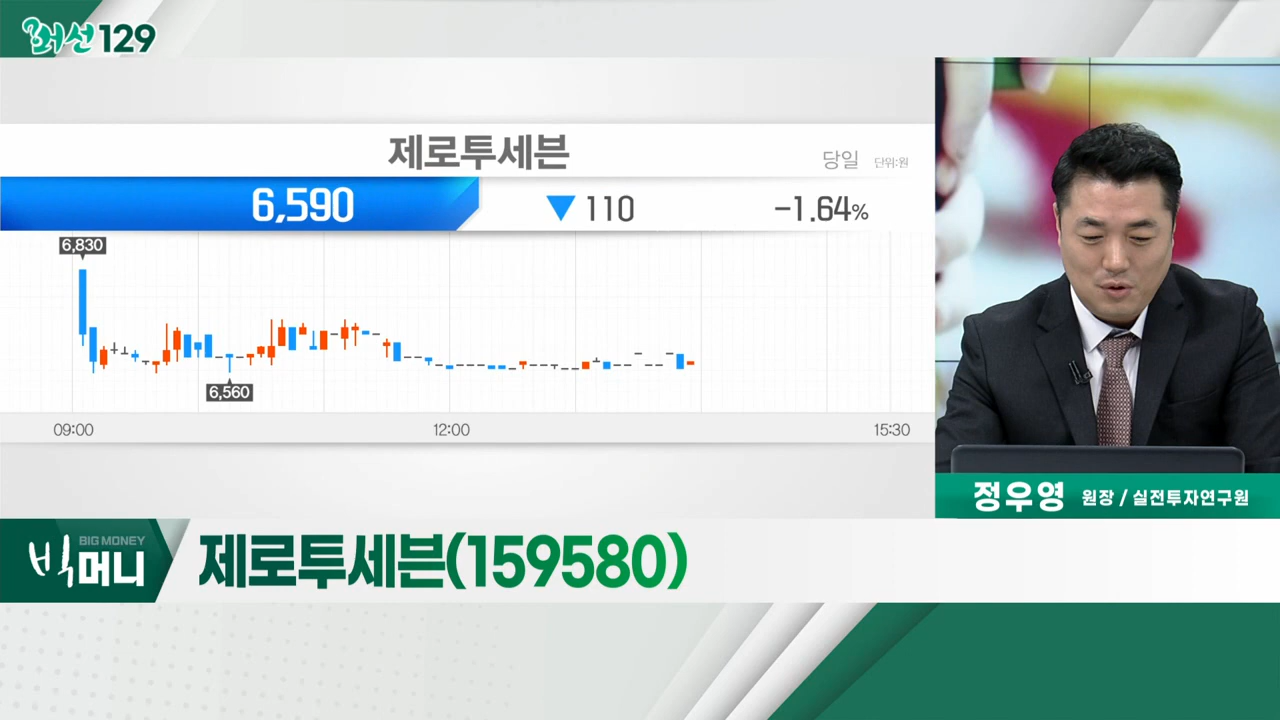 최선129
제로투세븐
당일 단위:원
6,590 ▼110 -1.64%
6,830
6,560
09:00 12:00 15:30
정우영 원장 / 실전투자연구원
BIG MONEY
빅머니
제로투세븐(159580)